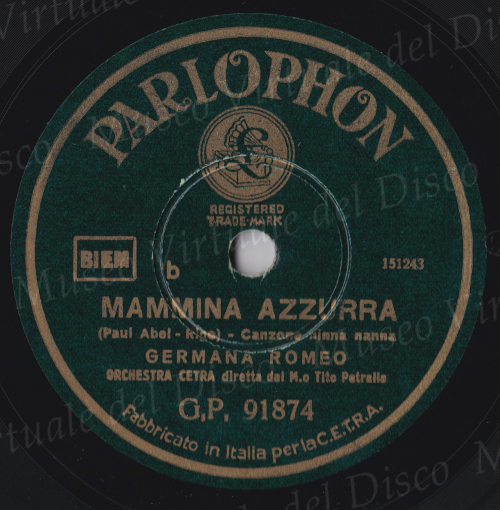 PARLOPHON
REGISTERED
TRADE MARK
BIEM
b
151243
MAMMINA AZZURRA
(Paul Abel - - Canzone ninna nanna
GERMANA ROMEO
ORCHESTRA CETRA diretta dal M.o Tito Petralia
G.P. 91874
Fabbricato in Italia per la C.E.T.R.A.
Museo Virtuale del Disco